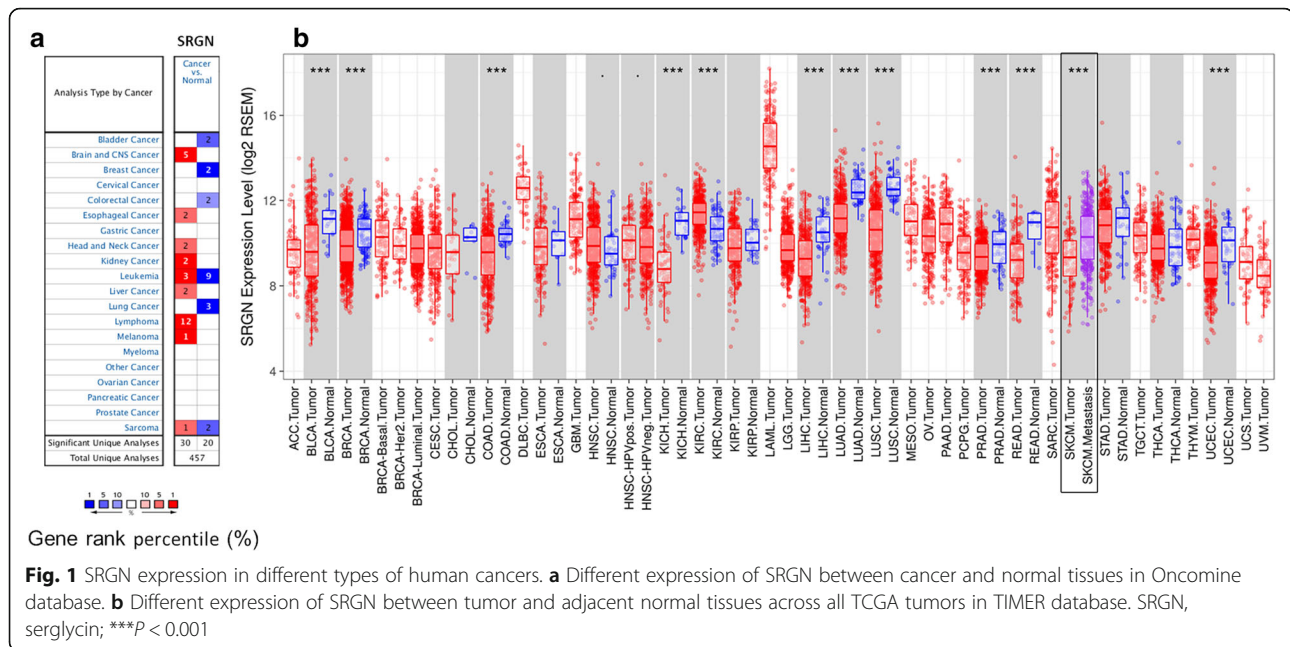 a
SRGN
Cancer
vs.
Normal
Analysis Type by Cancer
Bladder Cancer 2
Brain and CNS Cancer 5
Breast Cancer 2
Cervical Cancer
Colorectal Cancer 2
Esophageal Cancer 2
Gastric Cancer
Head and Neck Cancer 2
Kidney Cancer 2
Leukemia 3 9
Liver Cancer 2
Lung Cancer 3
Lymphoma 12
Melanoma 1
Myeloma
Other Cancer
Ovarian Cancer
Pancreatic Cancer
Prostate Cancer
Sarcoma 1 2
Significant Unique Analyses 30 20
Total Unique Analyses 457
1 5 10 10 5 1
%
Gene rank percentile (%)
b
*** *** *** . . *** *** *** *** *** *** *** *** ***
SRGN Expression Level (log2 RSEM)
16
12
8
4
ACC.Tumor
BLCA.Tumor
BLCA.Normal
BRCA.Tumor
BRCA.Normal
BRCA-Basal.Tumor
BRCA-Her2.Tumor
BRCA-Luminal.Tumor
CESC.Tumor
CHOL.Tumor
CHOL.Normal
COAD.Tumor
COAD.Normal
DLBC.Tumor
ESCA.Tumor
ESCA.Normal
GBM.Tumor
HNSC.Tumor
HNSC.Normal
HNSC-HPVpos.Tumor
HNSC-HPVneg.Tumor
KICH.Tumor
KICH.Normal
KIRC.Tumor
KIRC.Normal
KIRP.Tumor
KIRP.Normal
LAML.Tumor
LGG.Tumor
LIHC.Tumor
LIHC.Normal
LUAD.Tumor
LUAD.Normal
LUSC.Tumor
LUSC.Normal
MESO.Tumor
OV.Tumor
PAAD.Tumor
PCPG.Tumor
PRAD.Tumor
PRAD.Normal
READ.Tumor
READ.Normal
SARC.Tumor
SKCM.Tumor
SKCM.Metastasis
STAD.Tumor
STAD.Normal
TGCT.Tumor
THCA.Tumor
THCA.Normal
THYM.Tumor
UCEC.Tumor
UCEC.Normal
UCS.Tumor
UVM.Tumor
Fig. 1 SRGN expression in different types of human cancers. a Different expression of SRGN between cancer and normal tissues in Oncomine
database. b Different expression of SRGN between tumor and adjacent normal tissues across all TCGA tumors in TIMER database. SRGN,
serglycin; ***P < 0.001